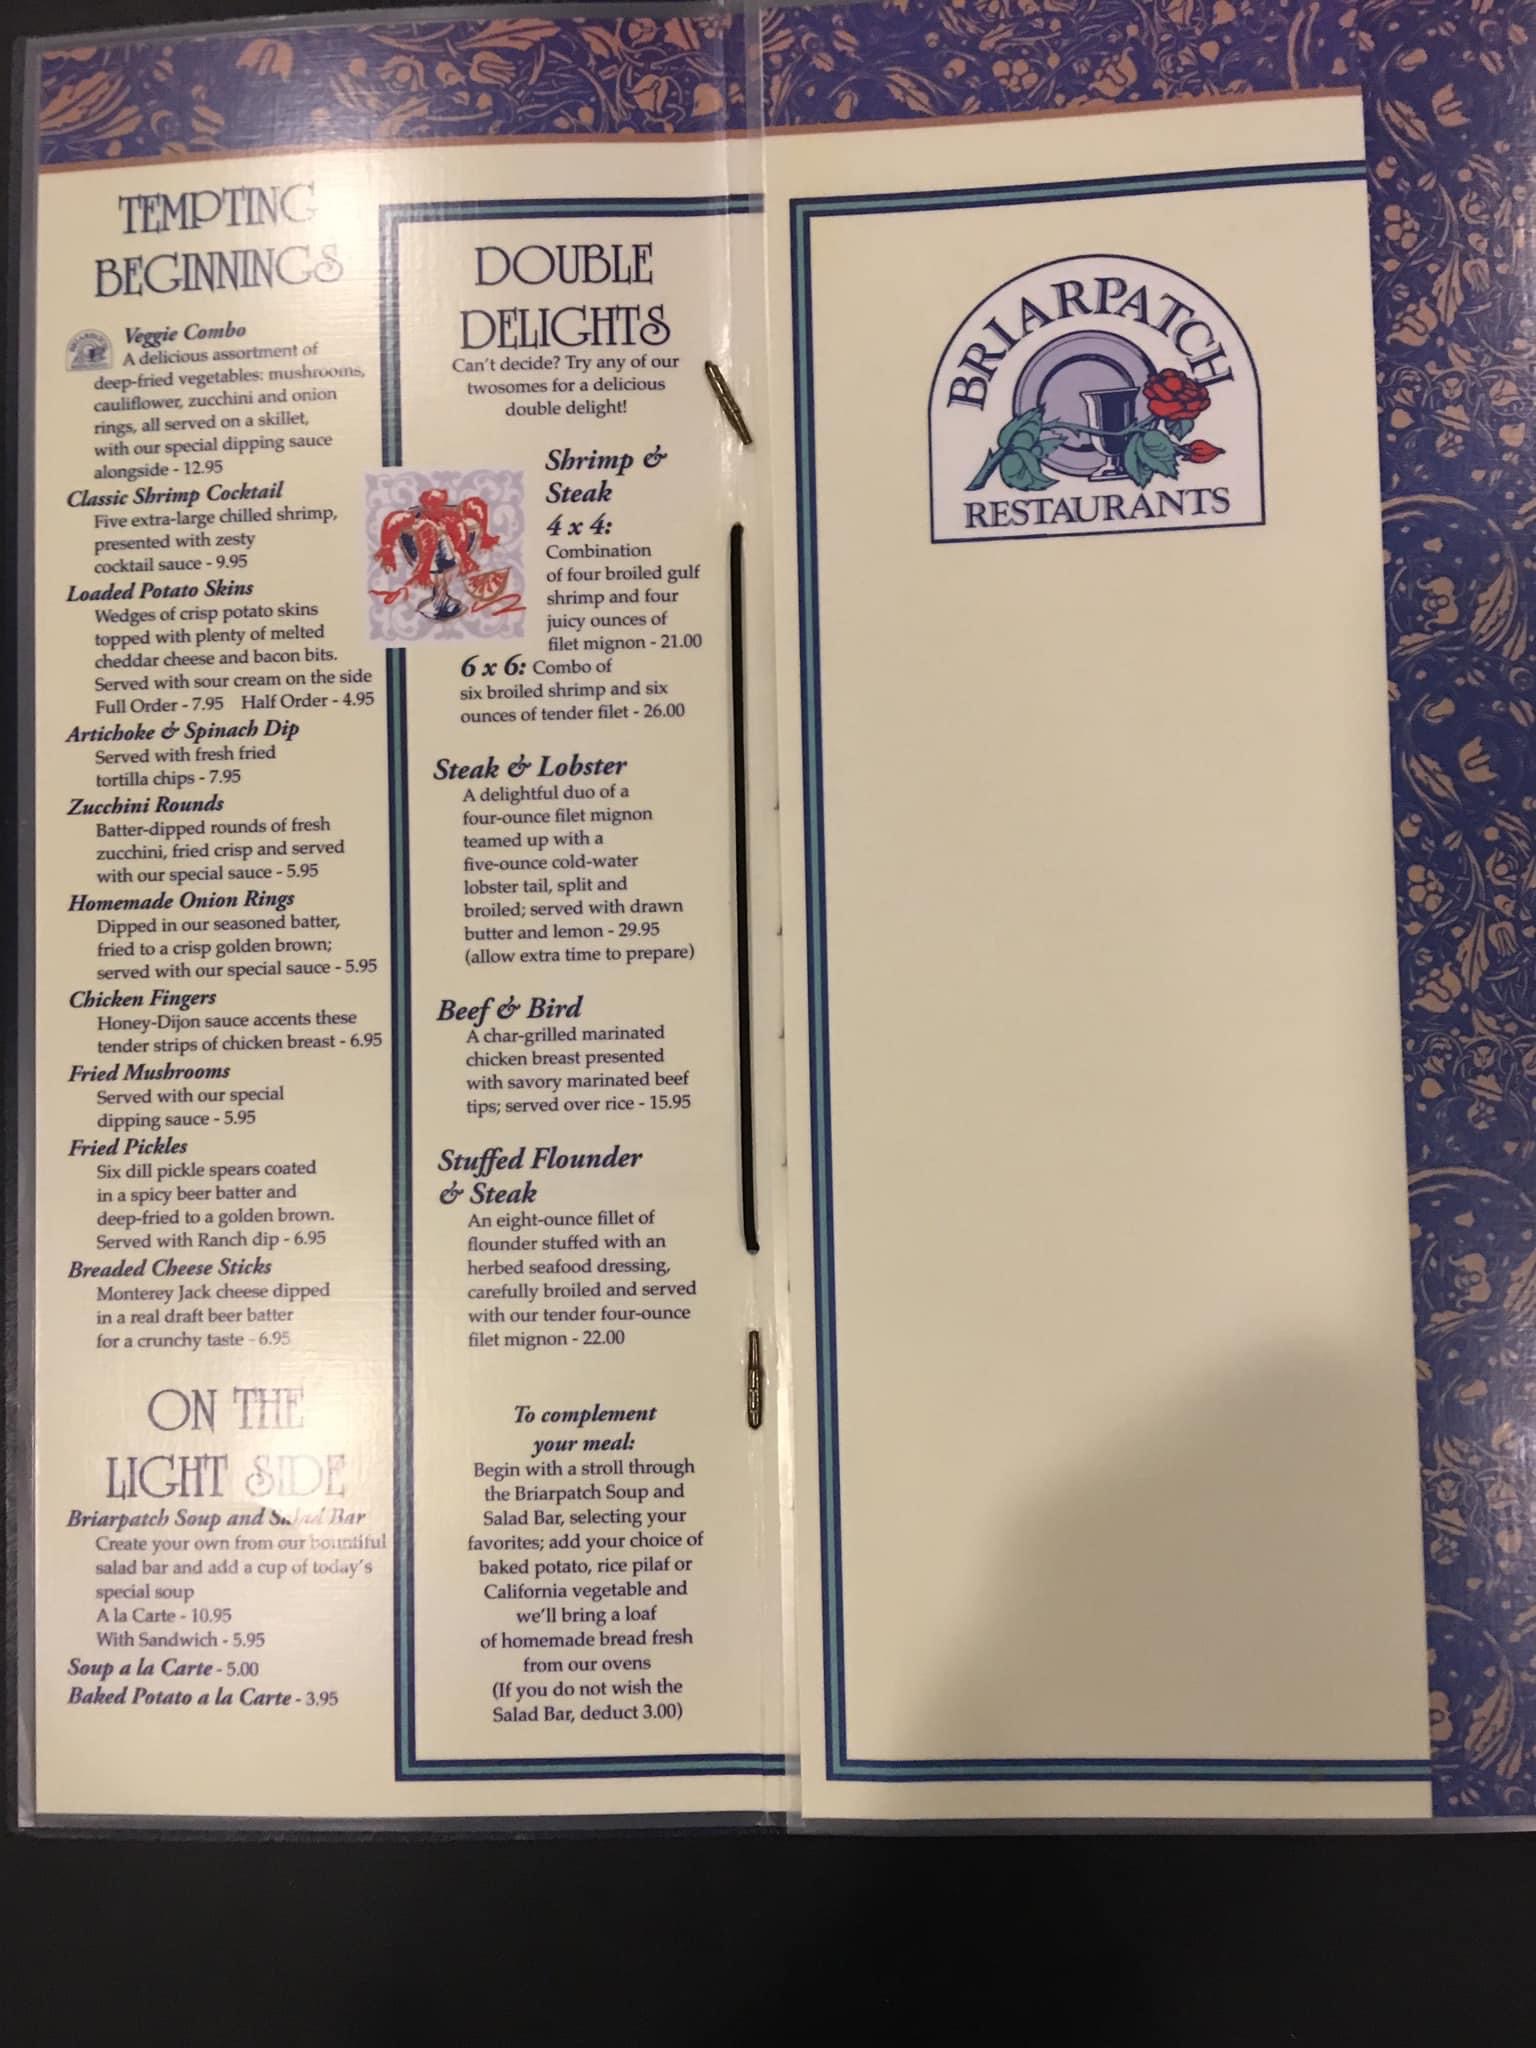 TEMPTING
BEGINNINGS
Veggie Combo
A delicious assortment of
deep-fried vegetables: mushrooms,
cauliflower, zucchini and onion
rings, all served on a skillet,
with our special dipping sauce
alongside - 12.95
Classic Shrimp Cocktail
Five extra-large chilled shrimp,
presented with zesty
cocktail sauce - 9.95
Loaded Potato Skins
Wedges of crisp potato skins
topped with plenty of melted
cheddar cheese and bacon bits.
Served with sour cream on the side
Full Order - 7.95 Half Order - 4.95
Artichoke & Spinach Dip
Served with fresh fried
tortilla chips - 7.95
Zucchini Rounds
Batter-dipped rounds of fresh
zucchini, fried crisp and served
with our special sauce - 5.95
Homemade Onion Rings
Dipped in our seasoned batter,
fried to a crisp golden brown;
served with our special sauce - 5.95
Chicken Fingers
Honey-Dijon sauce accents these
tender strips of chicken breast - 6.95
Fried Mushrooms
Served with our special
dipping sauce - 5.95
Fried Pickles
Six dill pickle spears coated
in a spicy beer batter and
deep-fried to a golden brown.
Served with Ranch dip - 6.95
Breaded Cheese Sticks
Monterey Jack cheese dipped
in a real draft beer batter
for a crunchy taste - 6.95
ON THE
LIGHT SIDE
Briarpatch Soup and Salad Bar
Create your own from our bountiful
salad bar and add a cup of today's
special soup
A la Carte - 10.95
With Sandwich - 5.95
Soup a la Carte - 5.00
Baked Potato a la Carte - 3.95
DOUBLE
DELIGHTS
Can't decide? Try any of our
twosomes for a delicious
double delight!
Shrimp &
Steak
4 x 4:
Combination
of four broiled gulf
shrimp and four
juicy ounces of
filet mignon - 21.00
6 x 6: Combo of
six broiled shrimp and six
ounces of tender filet - 26.00
Steak & Lobster
A delightful duo of a
four-ounce filet mignon
teamed up with a
five-ounce cold-water
lobster tail, split and
broiled; served with drawn
butter and lemon - 29.95
(allow extra time to prepare)
Beef & Bird
A char-grilled marinated
chicken breast presented
with savory marinated beef
tips; served over rice - 15.95
Stuffed Flounder
& Steak
An eight-ounce fillet of
flounder stuffed with an
herbed seafood dressing,
carefully broiled and served
with our tender four-ounce
filet mignon - 22.00
To complement
your meal:
Begin with a stroll through
the Briarpatch Soup and
Salad Bar, selecting your
favorites; add your choice of
baked potato, rice pilaf or
California vegetable and
we'll bring a loaf
of homemade bread fresh
from our ovens
(If you do not wish the
Salad Bar, deduct 3.00)
BRIARPATCH
RESTAURANTS